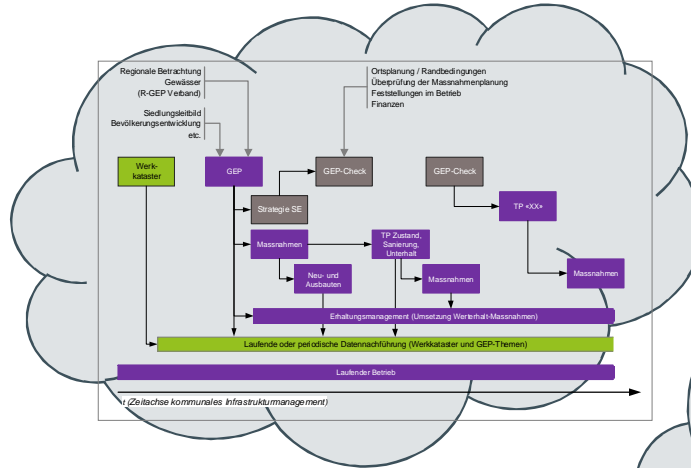 Regionale Betrachtung
Gewässer
(R-GEP Verband)
Siedlungsleitbild
Bevölkerungsentwicklung
etc.
Ortsplanung / Randbedingungen
Überprüfung der Massnahmenplanung
Feststellungen im Betrieb
Finanzen
Werk-
kataster
GEP
GEP-Check
GEP-Check
Strategie SE
TP «XX»
Massnahmen
TP Zustand,
Sanierung,
Unterhalt
Neu- und
Ausbauten
Massnahmen
Massnahmen
Erhaltungsmanagement (Umsetzung Werterhalt-Massnahmen)
Laufende oder periodische Datennachführung (Werkkataster und GEP-Themen)
Laufender Betrieb
t (Zeitachse kommunales Infrastrukturmanagement)